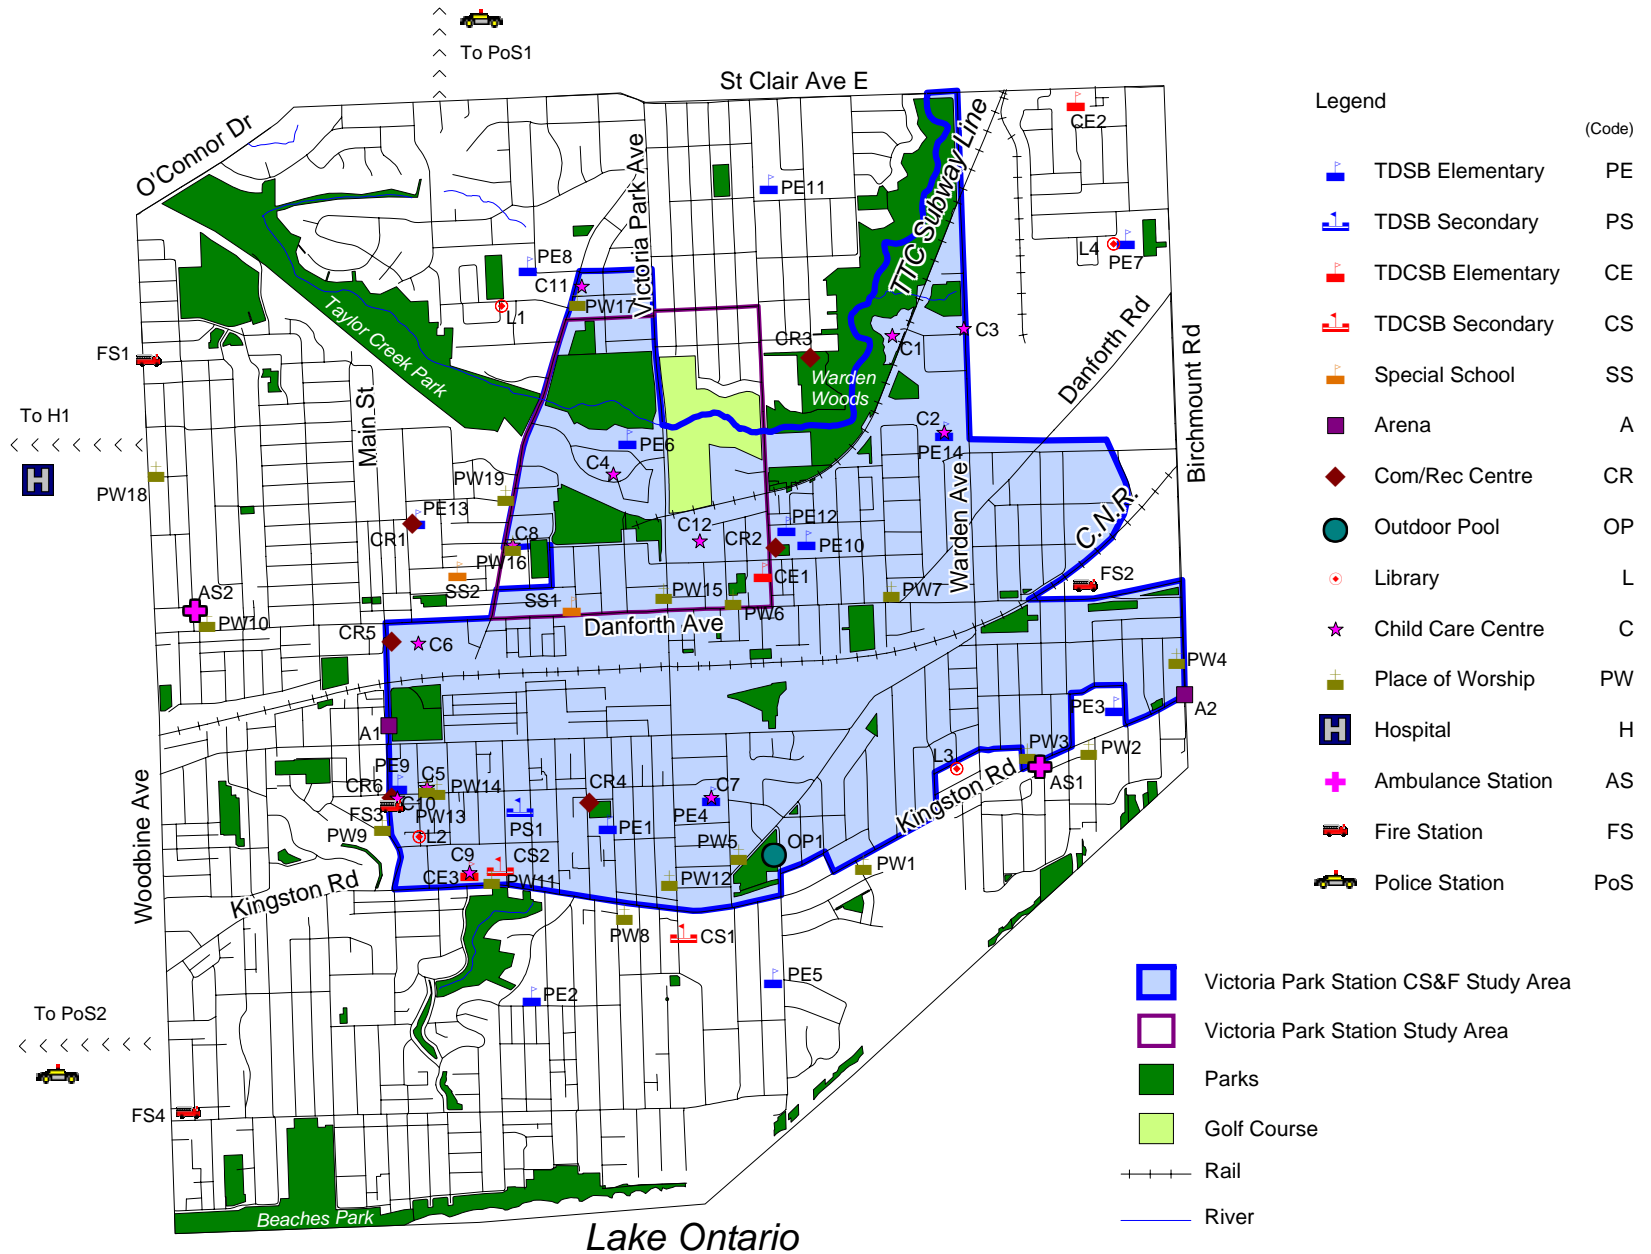 To PoS1
St Clair Ave E
O'Connor Dr
Victoria Park Ave
TTC Subway Line
CE2
PE11
L4
PE7
PE8
C11
PW17
L1
Taylor Creek Park
FS1
CR3
C1
C3
Warden
Woods
Danforth Rd
Birchmount Rd
To H1
H
Main St
C2
PE14
PE6
C4
PW18
PW19
PE13
CR1
C8
PW16
C12
CR2
PE12
PE10
Warden Ave
C.N.R.
FS2
CE1
AS2
PW10
SS2
SS1
PW15
PW6
PW7
Danforth Ave
CR5
C6
PW4
A1
A2
PE3
PW3
PW2
AS1
L3
Kingston Rd
PE9
CR6
C5
C10
PW14
PW13
FS3
PW9
L2
PS1
CR4
PE1
C7
PE4
PW5
OP1
PW1
C9
CS2
CE3
PW11
PW12
Woodbine Ave
Kingston Rd
PW8
CS1
PE2
PE5
To PoS2
FS4
Beaches Park
Lake Ontario
Legend
(Code)
TDSB Elementary PE
TDSB Secondary PS
TDCSB Elementary CE
TDCSB Secondary CS
Special School SS
Arena A
Com/Rec Centre CR
Outdoor Pool OP
Library L
Child Care Centre C
Place of Worship PW
H Hospital H
Ambulance Station AS
Fire Station FS
Police Station PoS
Victoria Park Station CS&F Study Area
Victoria Park Station Study Area
Parks
Golf Course
Rail
River